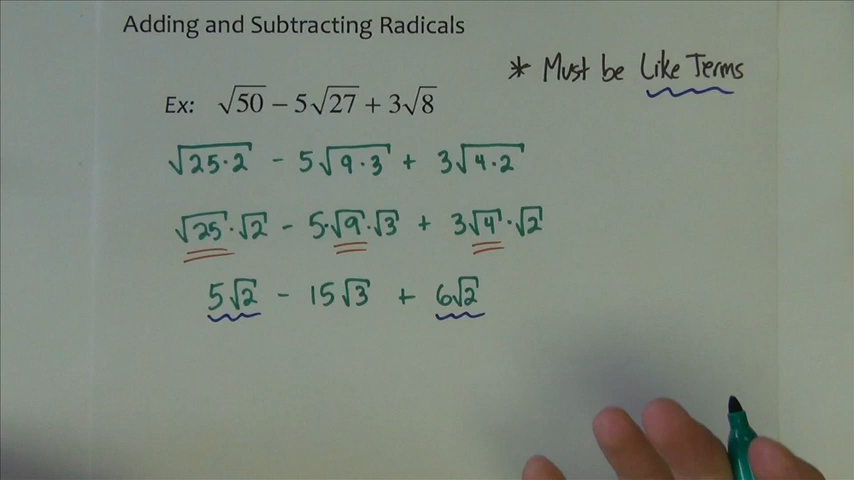 Adding and Subtracting Radicals
* Must be Like Terms
Ex: √50 − 5√27 + 3√8
√25·2 − 5√9·3 + 3√4·2
√25·√2 − 5·√9·√3 + 3√4·√2
5√2 − 15√3 + 6√2